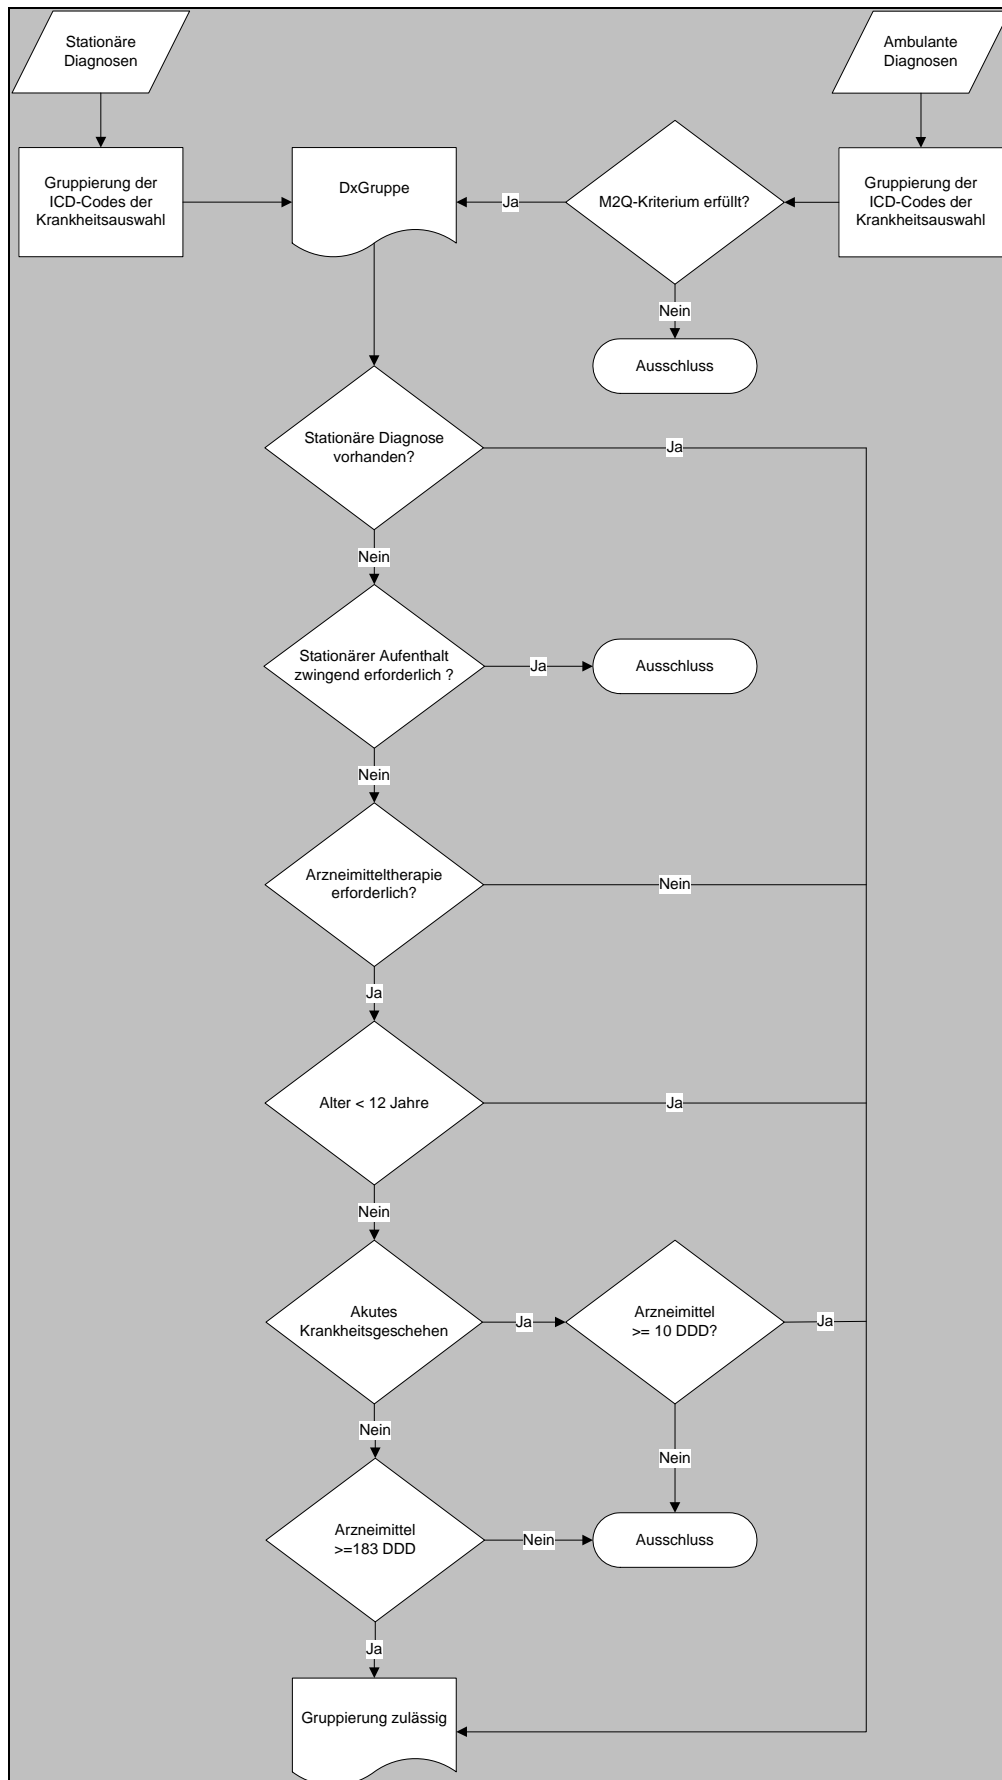 Stationäre
Diagnosen
Ambulante
Diagnosen
Gruppierung der
ICD-Codes der
Krankheitsauswahl
DxGruppe
Ja
M2Q-Kriterium erfüllt?
Gruppierung der
ICD-Codes der
Krankheitsauswahl
Nein
Ausschluss
Stationäre Diagnose
vorhanden?
Ja
Nein
Stationärer Aufenthalt
zwingend erforderlich ?
Ja
Ausschluss
Nein
Arzneimitteltherapie
erforderlich?
Nein
Ja
Alter < 12 Jahre
Ja
Nein
Akutes
Krankheitsgeschehen
Ja
Arzneimittel
>= 10 DDD?
Ja
Nein
Nein
Arzneimittel
>=183 DDD
Nein
Ausschluss
Ja
Gruppierung zulässig